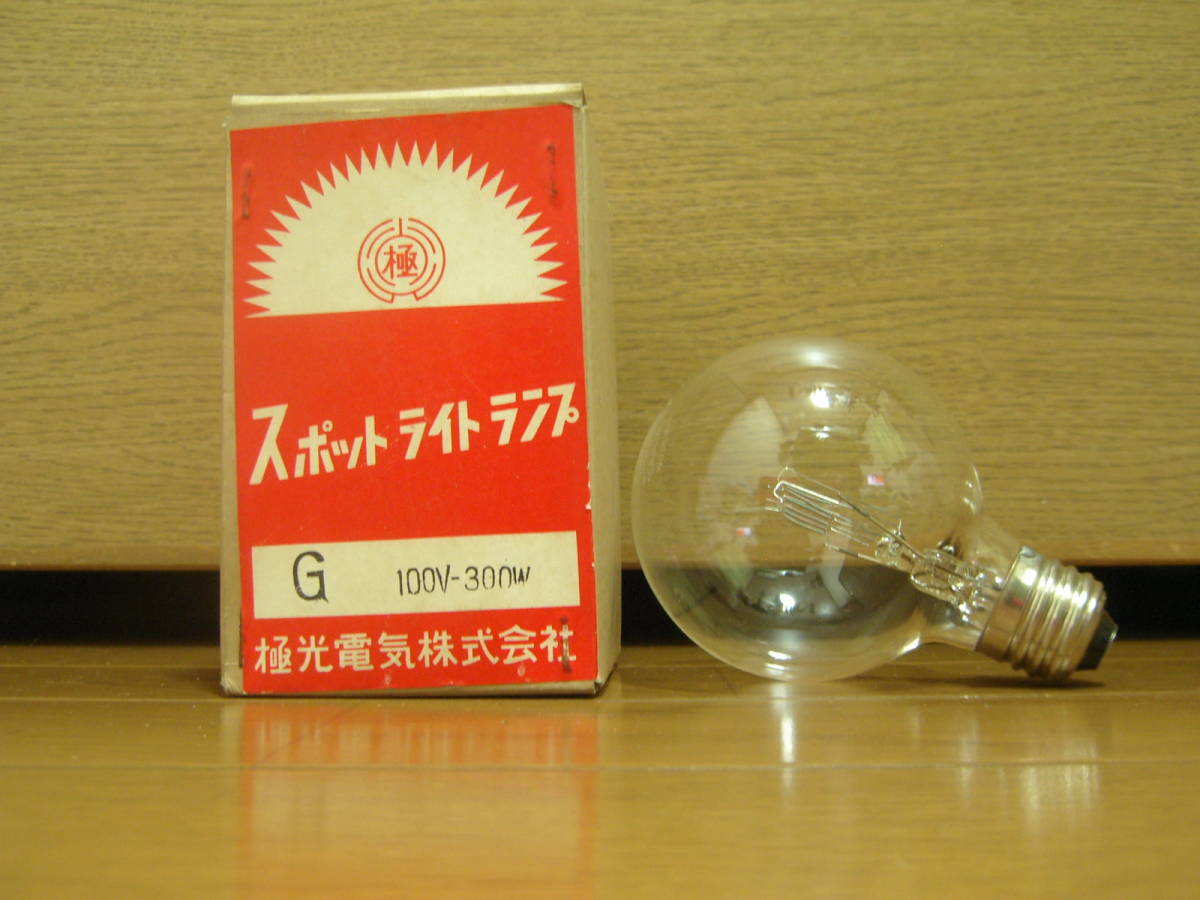 極
スポットライトランプ
G 100V-300W
極光電気株式会社